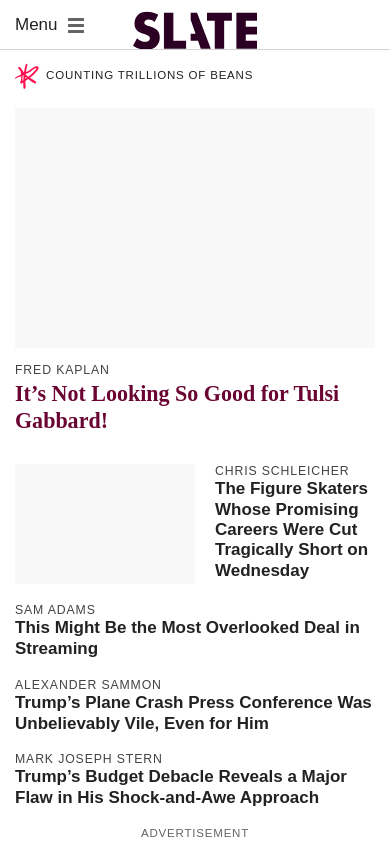 Menu
SLATE
COUNTING TRILLIONS OF BEANS
FRED KAPLAN
It’s Not Looking So Good for Tulsi
Gabbard!
CHRIS SCHLEICHER
The Figure Skaters
Whose Promising
Careers Were Cut
Tragically Short on
Wednesday
SAM ADAMS
This Might Be the Most Overlooked Deal in
Streaming
ALEXANDER SAMMON
Trump’s Plane Crash Press Conference Was
Unbelievably Vile, Even for Him
MARK JOSEPH STERN
Trump’s Budget Debacle Reveals a Major
Flaw in His Shock-and-Awe Approach
ADVERTISEMENT